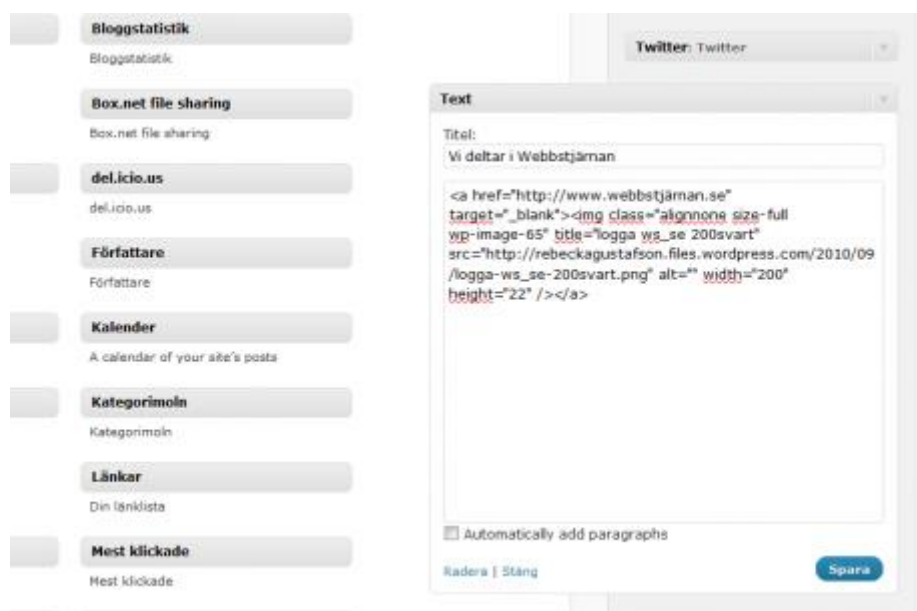 Bloggstatistik
Bloggstatistik
Box.net file sharing
Box.net file sharing
del.icio.us
del.icio.us
Författare
Författare
Kalender
A calendar of your site's posts
Kategorimoln
Kategorimoln
Länkar
Din länklista
Mest klickade
Mest klickade
Twitter: Twitter
Text
Titel:
Vi deltar i Webbstjärnan
<a href="http://www.webbstjärnan.se"
target="_blank"><img class="alignnone size-full
wp-image-65" title="logga ws_se 200svart"
src="http://rebeckagustafson.files.wordpress.com/2010/09
/logga-ws_se-200svart.png" alt="" width="200"
height="22" /></a>
Automatically add paragraphs
Radera | Stäng
Spara